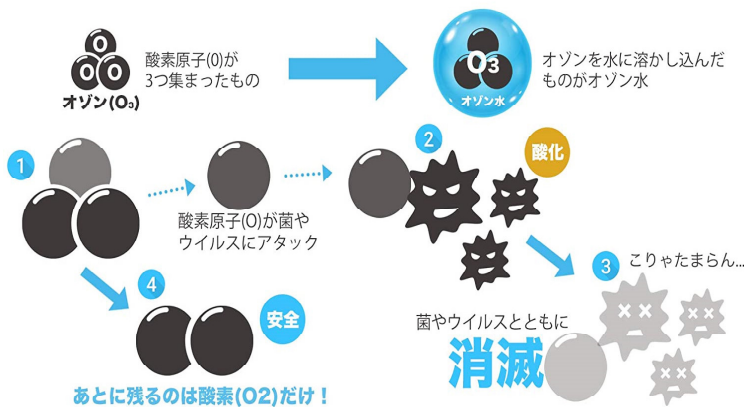 O
O O
オゾン(O₃)
酸素原子(0)が
3つ集まったもの
O3
オゾン水
オゾンを水に溶かし込んだ
ものがオゾン水
1
酸素原子(O)が菌や
ウイルスにアタック
2
酸化
3
こりゃたまらん...
菌やウイルスとともに
消滅
4
安全
あとに残るのは酸素(O2)だけ！